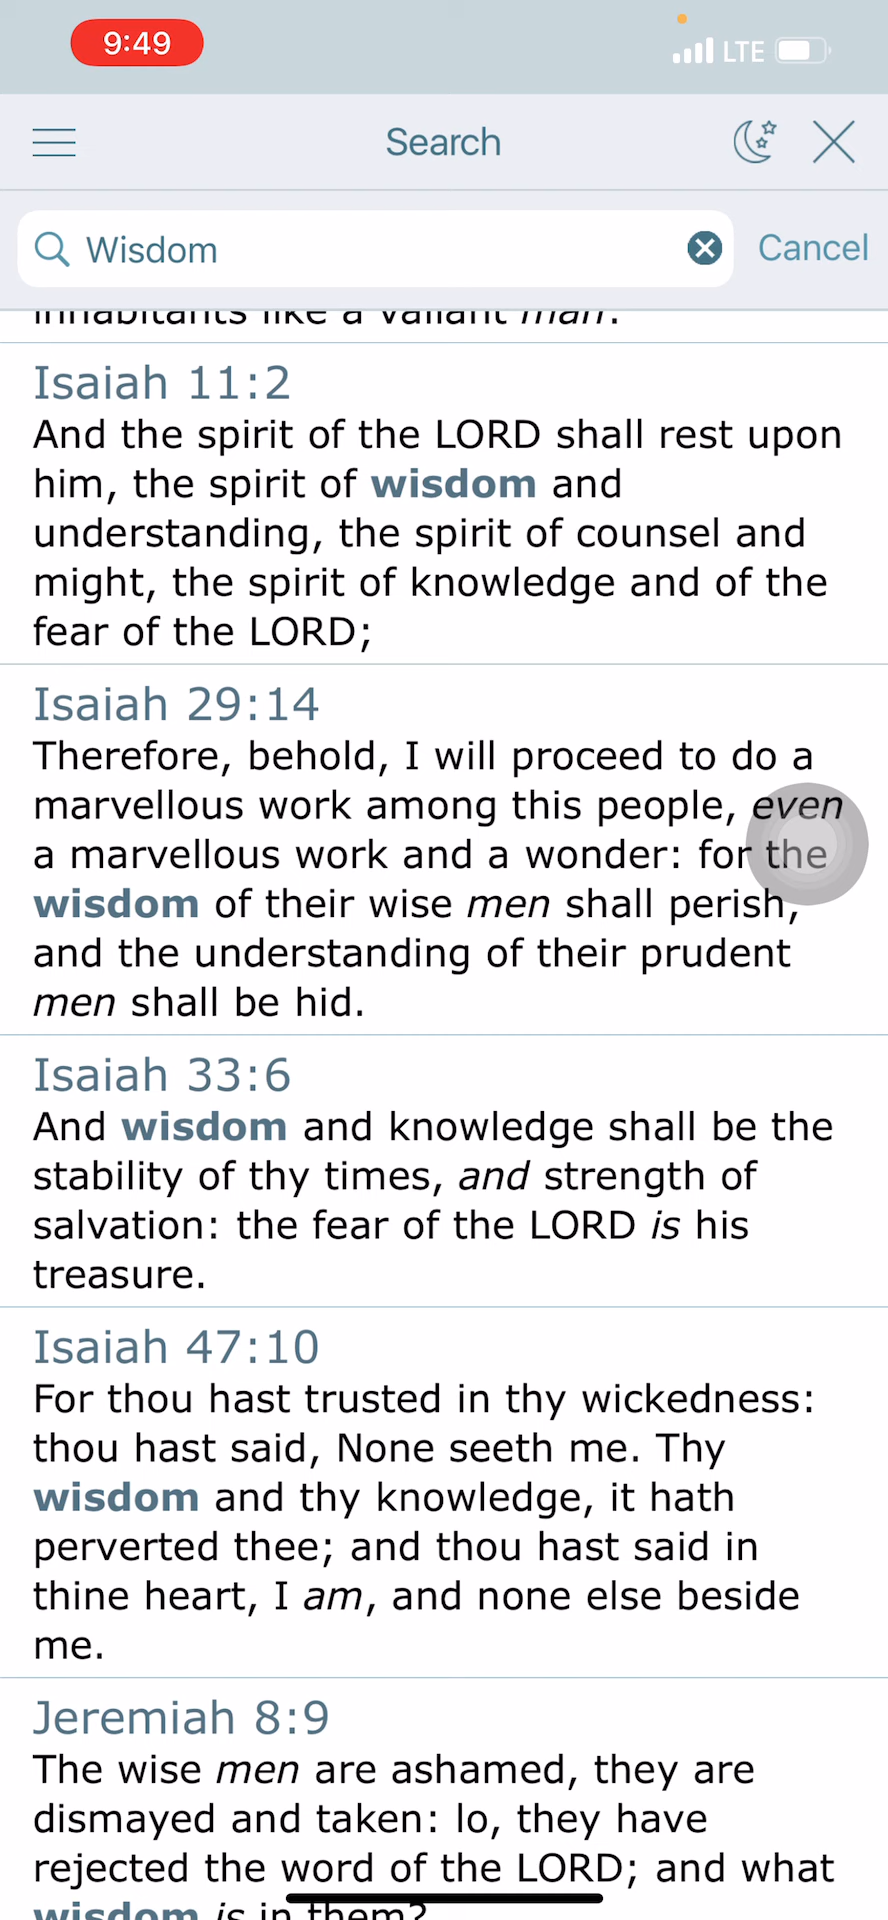 9:49
LTE
Search
Wisdom
Cancel
inhabitants like a valiant man.
Isaiah 11:2
And the spirit of the LORD shall rest upon
him, the spirit of wisdom and
understanding, the spirit of counsel and
might, the spirit of knowledge and of the
fear of the LORD;
Isaiah 29:14
Therefore, behold, I will proceed to do a
marvellous work among this people, even
a marvellous work and a wonder: for the
wisdom of their wise men shall perish,
and the understanding of their prudent
men shall be hid.
Isaiah 33:6
And wisdom and knowledge shall be the
stability of thy times, and strength of
salvation: the fear of the LORD is his
treasure.
Isaiah 47:10
For thou hast trusted in thy wickedness:
thou hast said, None seeth me. Thy
wisdom and thy knowledge, it hath
perverted thee; and thou hast said in
thine heart, I am, and none else beside
me.
Jeremiah 8:9
The wise men are ashamed, they are
dismayed and taken: lo, they have
rejected the word of the LORD; and what
wisdom is in them?